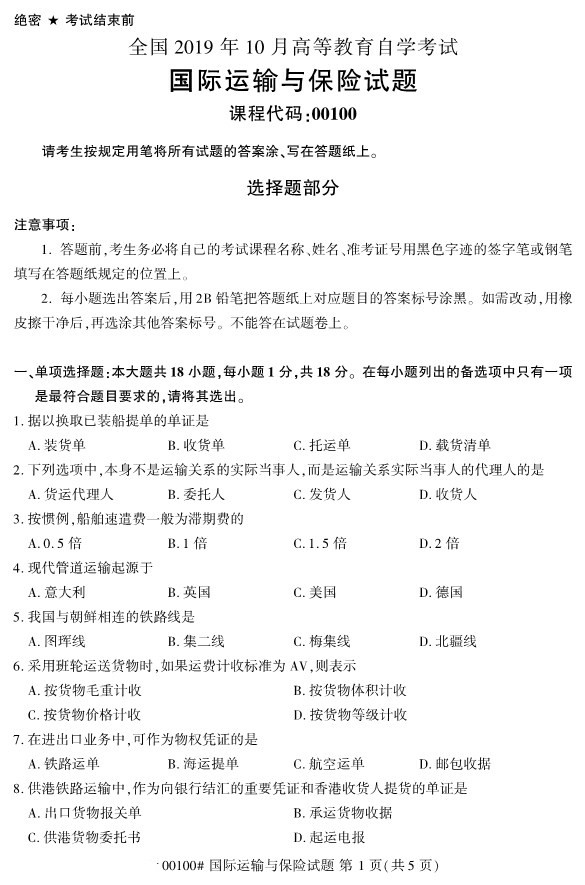 绝密 ★ 考试结束前
全国 2019 年 10 月高等教育自学考试
国际运输与保险试题
课程代码:00100
请考生按规定用笔将所有试题的答案涂、写在答题纸上。
选择题部分
注意事项:
1. 答题前,考生务必将自己的考试课程名称、姓名、准考证号用黑色字迹的签字笔或钢笔
填写在答题纸规定的位置上。
2. 每小题选出答案后,用 2B 铅笔把答题纸上对应题目的答案标号涂黑。如需改动,用橡
皮擦干净后,再选涂其他答案标号。不能答在试题卷上。
一、单项选择题:本大题共 18 小题,每小题 1 分,共 18 分。在每小题列出的备选项中只有一项
是最符合题目要求的,请将其选出。
1. 据以换取已装船提单的单证是
A. 装货单 B. 收货单 C. 托运单 D. 载货清单
2. 下列选项中,本身不是运输关系的实际当事人,而是运输关系实际当事人的代理人的是
A. 货运代理人 B. 委托人 C. 发货人 D. 收货人
3. 按惯例,船舶速遣费一般为滞期费的
A. 0. 5 倍 B. 1 倍 C. 1. 5 倍 D. 2 倍
4. 现代管道运输起源于
A. 意大利 B. 英国 C. 美国 D. 德国
5. 我国与朝鲜相连的铁路线是
A. 图珲线 B. 集二线 C. 梅集线 D. 北疆线
6. 采用班轮运送货物时,如果运费计收标准为 AV,则表示
A. 按货物毛重计收 B. 按货物体积计收
C. 按货物价格计收 D. 按货物等级计收
7. 在进出口业务中,可作为物权凭证的是
A. 铁路运单 B. 海运提单 C. 航空运单 D. 邮包收据
8. 供港铁路运输中,作为向银行结汇的重要凭证和香港收货人提货的单证是
A. 出口货物报关单 B. 承运货物收据
C. 供港货物委托书 D. 起运电报
00100# 国际运输与保险试题 第 1 页(共 5 页)